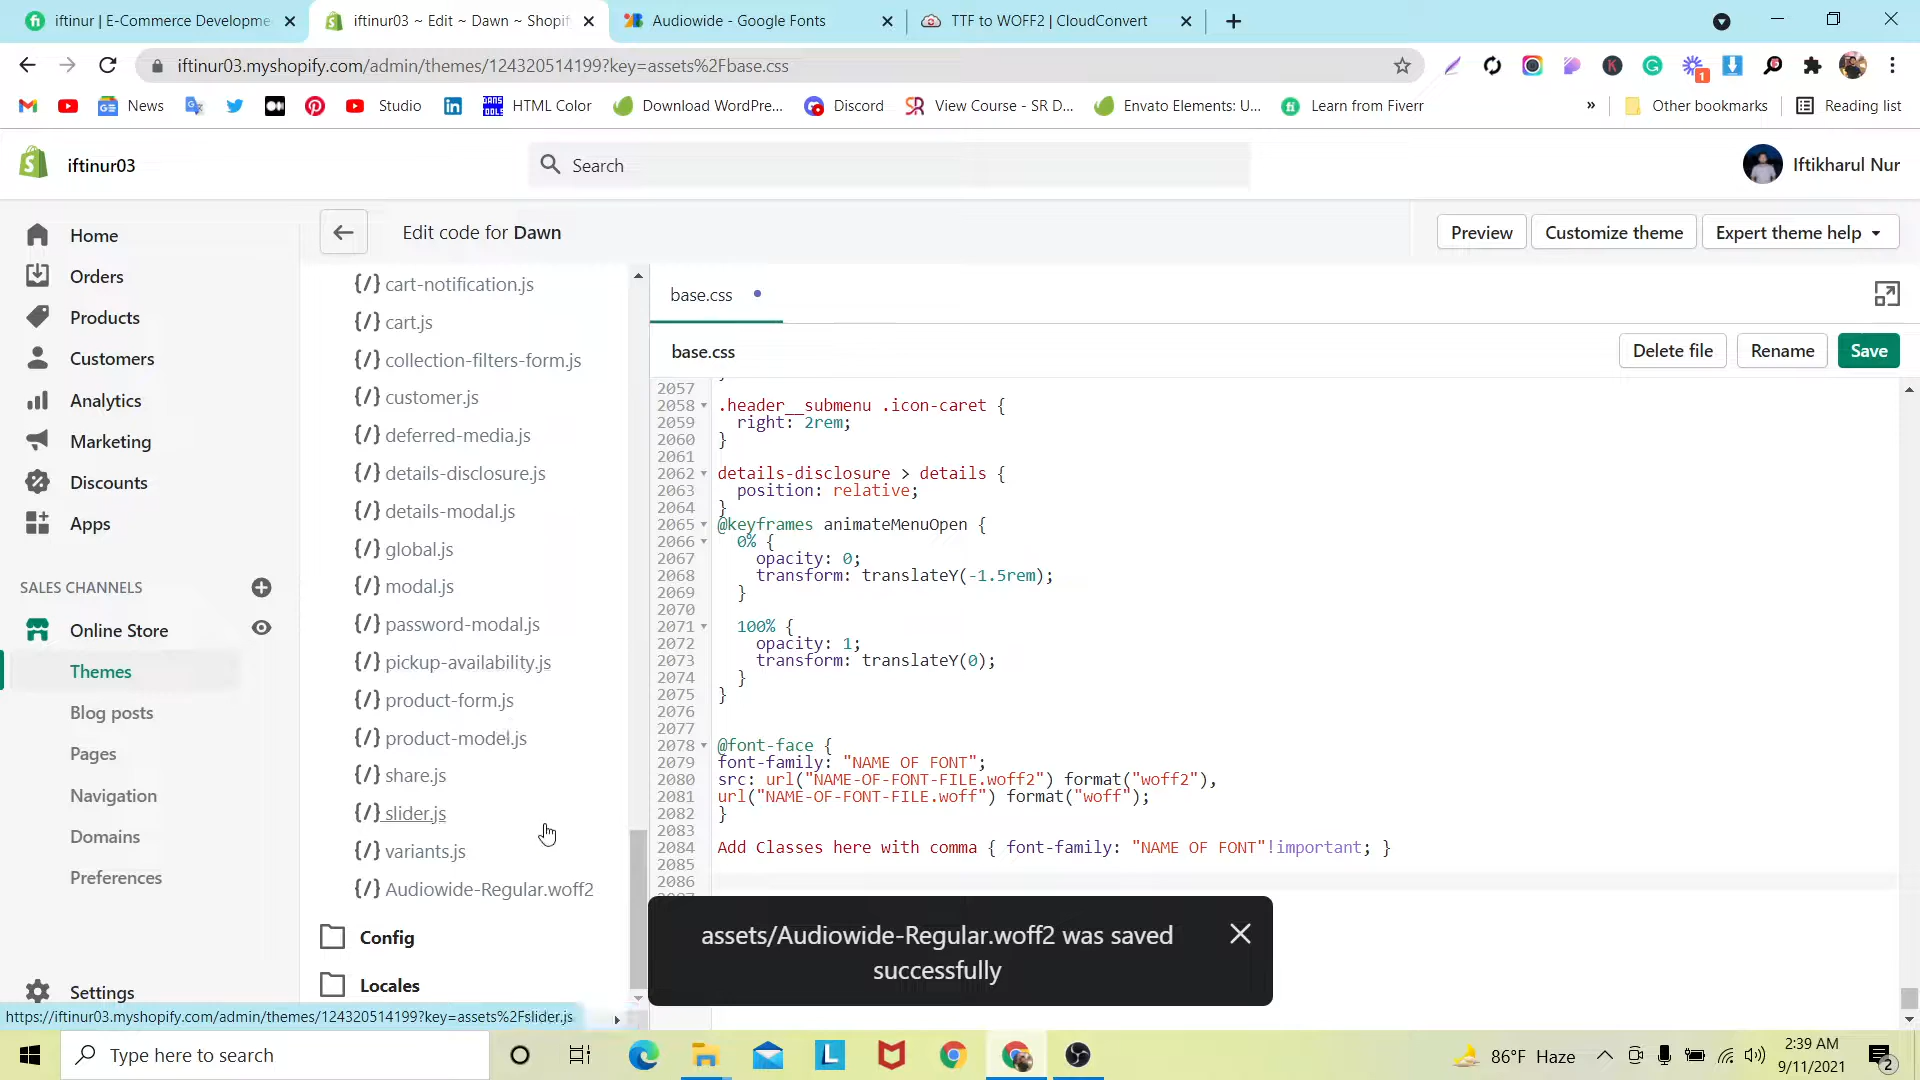 iftinur | E-Commerce Developme
iftinur03 ~ Edit ~ Dawn ~ Shopif
Audiowide - Google Fonts
TTF to WOFF2 | CloudConvert
iftinur03.myshopify.com/admin/themes/124320514199?key=assets%2Fbase.css
1
News
Studio
HTML Color
Download WordPre...
Discord
View Course - SR D...
Envato Elements: U...
Learn from Fiverr
»
Other bookmarks
Reading list
iftinur03
Search
Iftikharul Nur
Home
Orders
Products
Customers
Analytics
Marketing
Discounts
Apps
SALES CHANNELS
Online Store
Themes
Blog posts
Pages
Navigation
Domains
Preferences
Settings
Edit code for Dawn
Preview
Customize theme
Expert theme help
{/} cart-notification.js
{/} cart.js
{/} collection-filters-form.js
{/} customer.js
{/} deferred-media.js
{/} details-disclosure.js
{/} details-modal.js
{/} global.js
{/} modal.js
{/} password-modal.js
{/} pickup-availability.js
{/} product-form.js
{/} product-model.js
{/} share.js
{/} slider.js
{/} variants.js
{/} Audiowide-Regular.woff2
Config
Locales
base.css
base.css
Delete file
Rename
Save
2057
2058 .header__submenu .icon-caret {
2059 right: 2rem;
2060 }
2061
2062 details-disclosure > details {
2063 position: relative;
2064 }
2065 @keyframes animateMenuOpen {
2066 0% {
2067 opacity: 0;
2068 transform: translateY(-1.5rem);
2069 }
2070
2071 100% {
2072 opacity: 1;
2073 transform: translateY(0);
2074 }
2075 }
2076
2077
2078 @font-face {
2079 font-family: "NAME OF FONT";
2080 src: url("NAME-OF-FONT-FILE.woff2") format("woff2"),
2081 url("NAME-OF-FONT-FILE.woff") format("woff");
2082 }
2083
2084 Add Classes here with comma { font-family: "NAME OF FONT"!important; }
2085
2086
assets/Audiowide-Regular.woff2 was saved
successfully
https://iftinur03.myshopify.com/admin/themes/124320514199?key=assets%2Fslider.js
Type here to search
86°F Haze
2:39 AM
9/11/2021
2